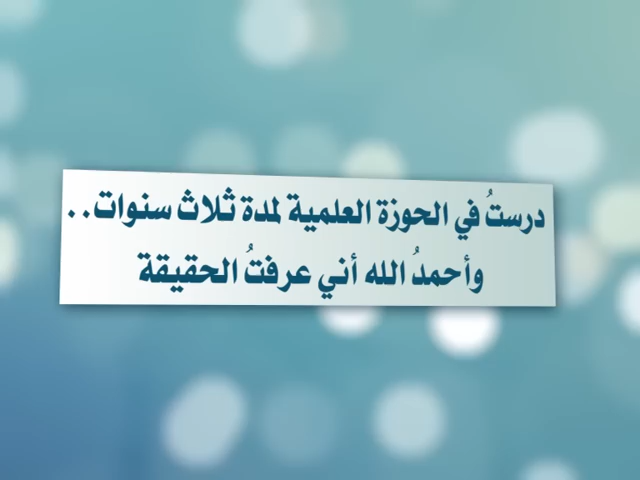 درستُ في الحوزة العلمية لمدة ثلاث سنوات..
وأحمدُ الله أني عرفتُ الحقيقة